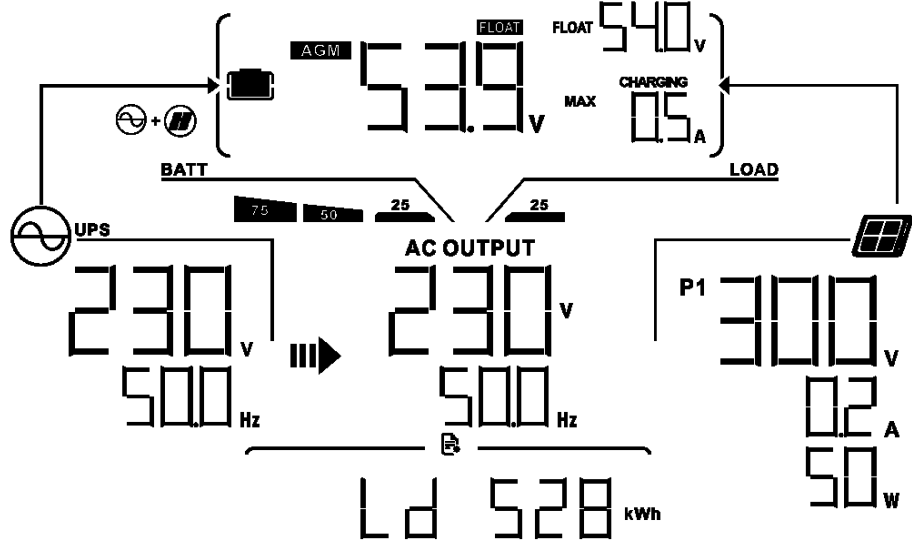 AGM
FLOAT
53.9 V
FLOAT 54.0 V
CHARGING
MAX 0.5 A
+ H
BATT
LOAD
75 50 25
25
UPS
AC OUTPUT
230 V
50.0 Hz
230 V
50.0 Hz
P1 300 V
0.2 A
50 W
Ld 528 kWh